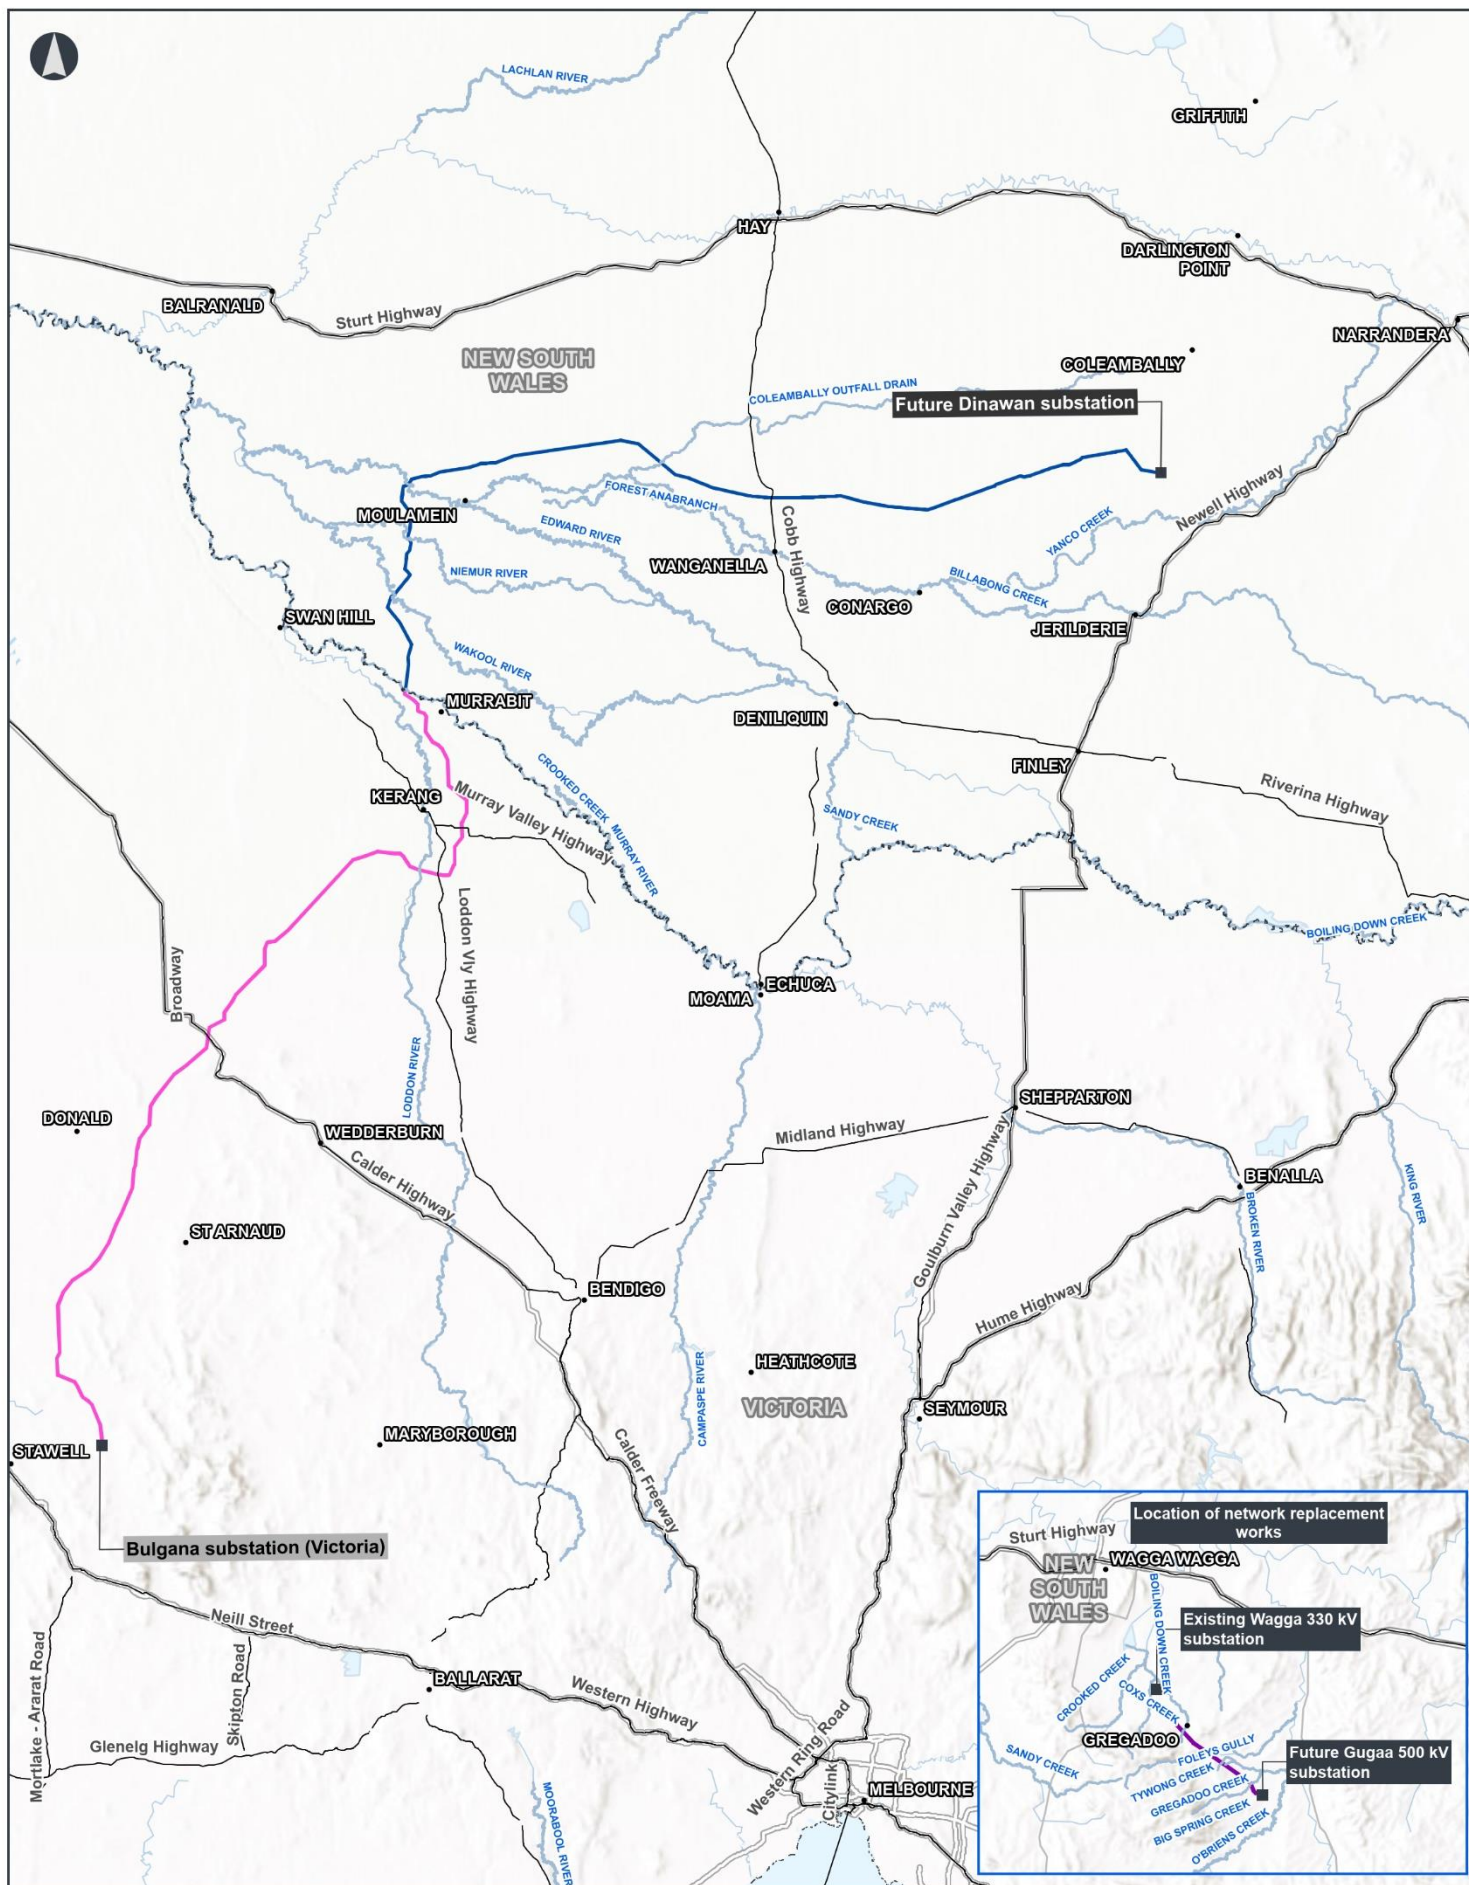 LACHLAN RIVER
GRIFFITH
HAY
DARLINGTON
POINT
BALRANALD
Sturt Highway
NARRANDERA
NEW SOUTH
WALES
COLEAMBALLY
COLEAMBALLY OUTFALL DRAIN
Future Dinawan substation
FOREST ANABRANCH
MOULAMEIN
EDWARD RIVER
Cobb Highway
Newell Highway
YANCO CREEK
WANGANELLA
NIEMUR RIVER
BILLABONG CREEK
CONARGO
SWAN HILL
JERILDERIE
WAKOOL RIVER
MURRABIT
DENILIQUIN
FINLEY
CROOKED CREEK
MURRAY RIVER
KERANG
Murray Valley Highway
SANDY CREEK
Riverina Highway
Loddon Vly Highway
BOILING DOWN CREEK
Broadway
ECHUCA
MOAMA
LODDON RIVER
DONALD
SHEPPARTON
WEDDERBURN
Midland Highway
Calder Highway
Goulburn Valley Highway
BENALLA
KING RIVER
BROKEN RIVER
ST ARNAUD
BENDIGO
Hume Highway
HEATHCOTE
CAMPASPE RIVER
VICTORIA
SEYMOUR
STAWELL
MARYBOROUGH
Calder Freeway
Bulgana substation (Victoria)
Neill Street
Mortlake - Ararat Road
Skipton Road
Glenelg Highway
BALLARAT
Western Highway
Western Ring Road
Citylink
MELBOURNE
MOORABOOL RIVER
Location of network replacement
works
Sturt Highway
WAGGA WAGGA
NEW
SOUTH
WALES
BOILING DOWN CREEK
Existing Wagga 330 kV
substation
CROOKED CREEK
COXS CREEK
GREGADOO
SANDY CREEK
FOLEYS GULLY
TYWONG CREEK
GREGADOO CREEK
BIG SPRING CREEK
O'BRIENS CREEK
Future Gugaa 500 kV
substation